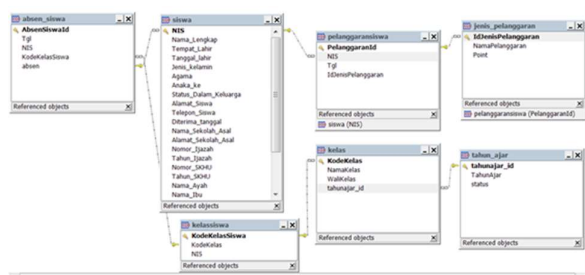 absen_siswa
AbsenSiswaId
Tgl
NIS
KodeKelasSiswa
absen
Referenced objects
siswa
NIS
Nama_Lengkap
Tempat_Lahir
Tanggal_lahir
Jenis_kelamin
Agama
Anaka_ke
Status_Dalam_Keluarga
Alamat_Siswa
Telepon_Siswa
Diterima_tanggal
Nama_Sekolah_Asal
Alamat_Sekolah_Asal
Nomor_Ijazah
Tahun_Ijazah
Nomor_SKHU
Tahun_SKHU
Nama_Ayah
Nama_Ibu
Referenced objects
pelanggaransiswa
PelanggaranId
NIS
Tgl
IDJenisPelanggaran
Referenced objects
siswa (NIS)
jenis_pelanggaran
IdJenisPelanggaran
NamaPelanggaran
Point
Referenced objects
pelanggaransiswa (PelanggaranId)
kelas
KodeKelas
NamaKelas
WaliKelas
tahunajar_id
Referenced objects
tahun_ajar
tahunajar_id
TahunAjar
status
Referenced objects
kelassiswa
KodeKelasSiswa
KodeKelas
NIS
Referenced objects